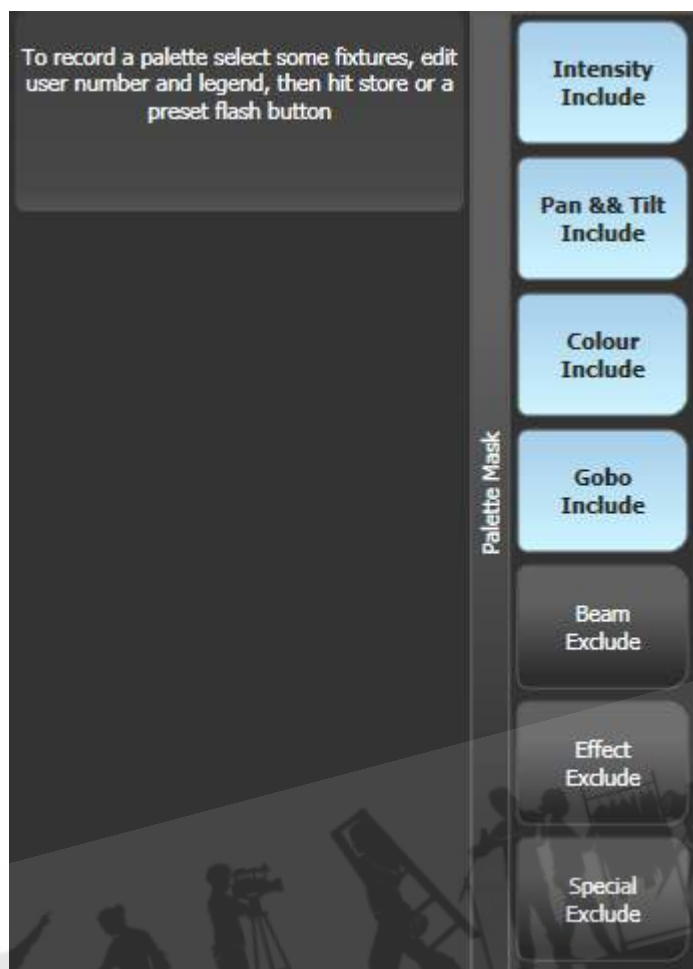 To record a palette select some fixtures, edit
user number and legend, then hit store or a
preset flash button
Palette Mask
Intensity
Include
Pan && Tilt
Include
Colour
Include
Gobo
Include
Beam
Exclude
Effect
Exclude
Special
Exclude